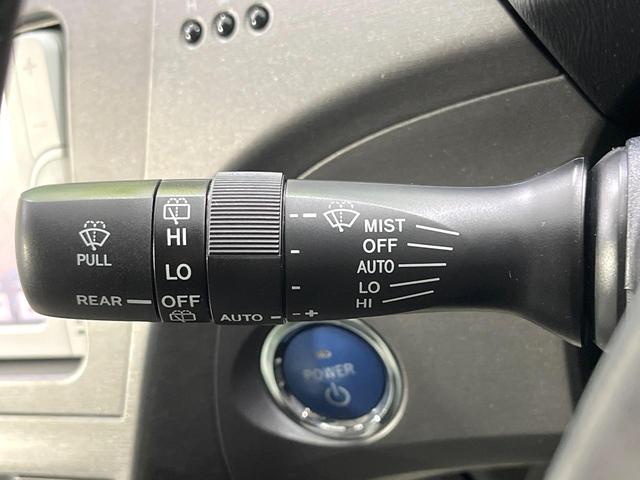 PULL
REAR
HI
LO
OFF
AUTO
- +
MIST
OFF
AUTO
LO
HI
POWER